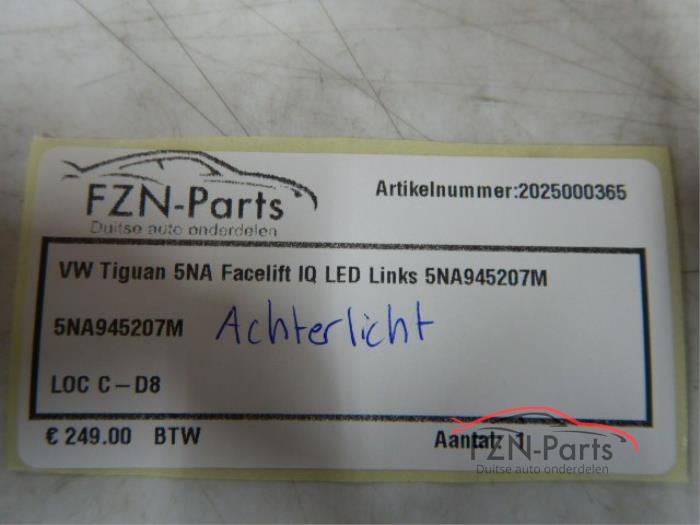 FZN-Parts
Duitse auto onderdelen
Artikelnummer:2025000365
VW Tiguan 5NA Facelift IQ LED Links 5NA945207M
5NA945207M Achterlicht
LOC C-D8
€ 249.00 BTW
Aantal: 1
FZN-Parts
Duitse auto onderdelen